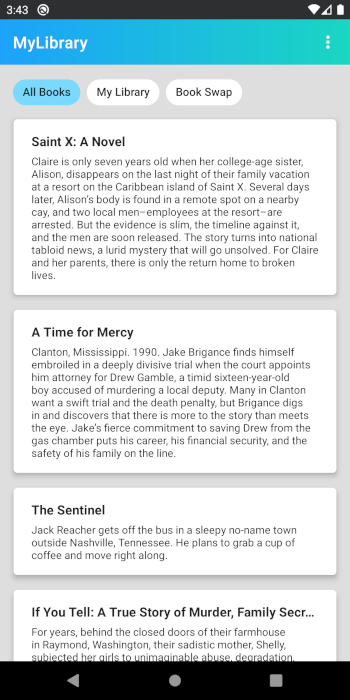 3:43
MyLibrary
All Books
My Library
Book Swap
Saint X: A Novel
Claire is only seven years old when her college-age sister,
Alison, disappears on the last night of their family vacation
at a resort on the Caribbean island of Saint X. Several days
later, Alison's body is found in a remote spot on a nearby
cay, and two local men–employees at the resort–are
arrested. But the evidence is slim, the timeline against it,
and the men are soon released. The story turns into national
tabloid news, a lurid mystery that will go unsolved. For Claire
and her parents, there is only the return home to broken
lives.
A Time for Mercy
Clanton, Mississippi. 1990. Jake Brigance finds himself
embroiled in a deeply divisive trial when the court appoints
him attorney for Drew Gamble, a timid sixteen-year-old
boy accused of murdering a local deputy. Many in Clanton
want a swift trial and the death penalty, but Brigance digs
in and discovers that there is more to the story than meets
the eye. Jake's fierce commitment to saving Drew from the
gas chamber puts his career, his financial security, and the
safety of his family on the line.
The Sentinel
Jack Reacher gets off the bus in a sleepy no-name town
outside Nashville, Tennessee. He plans to grab a cup of
coffee and move right along.
If You Tell: A True Story of Murder, Family Secr...
For years, behind the closed doors of their farmhouse
in Raymond, Washington, their sadistic mother, Shelly,
subjected her girls to unimaginable abuse, degradation,